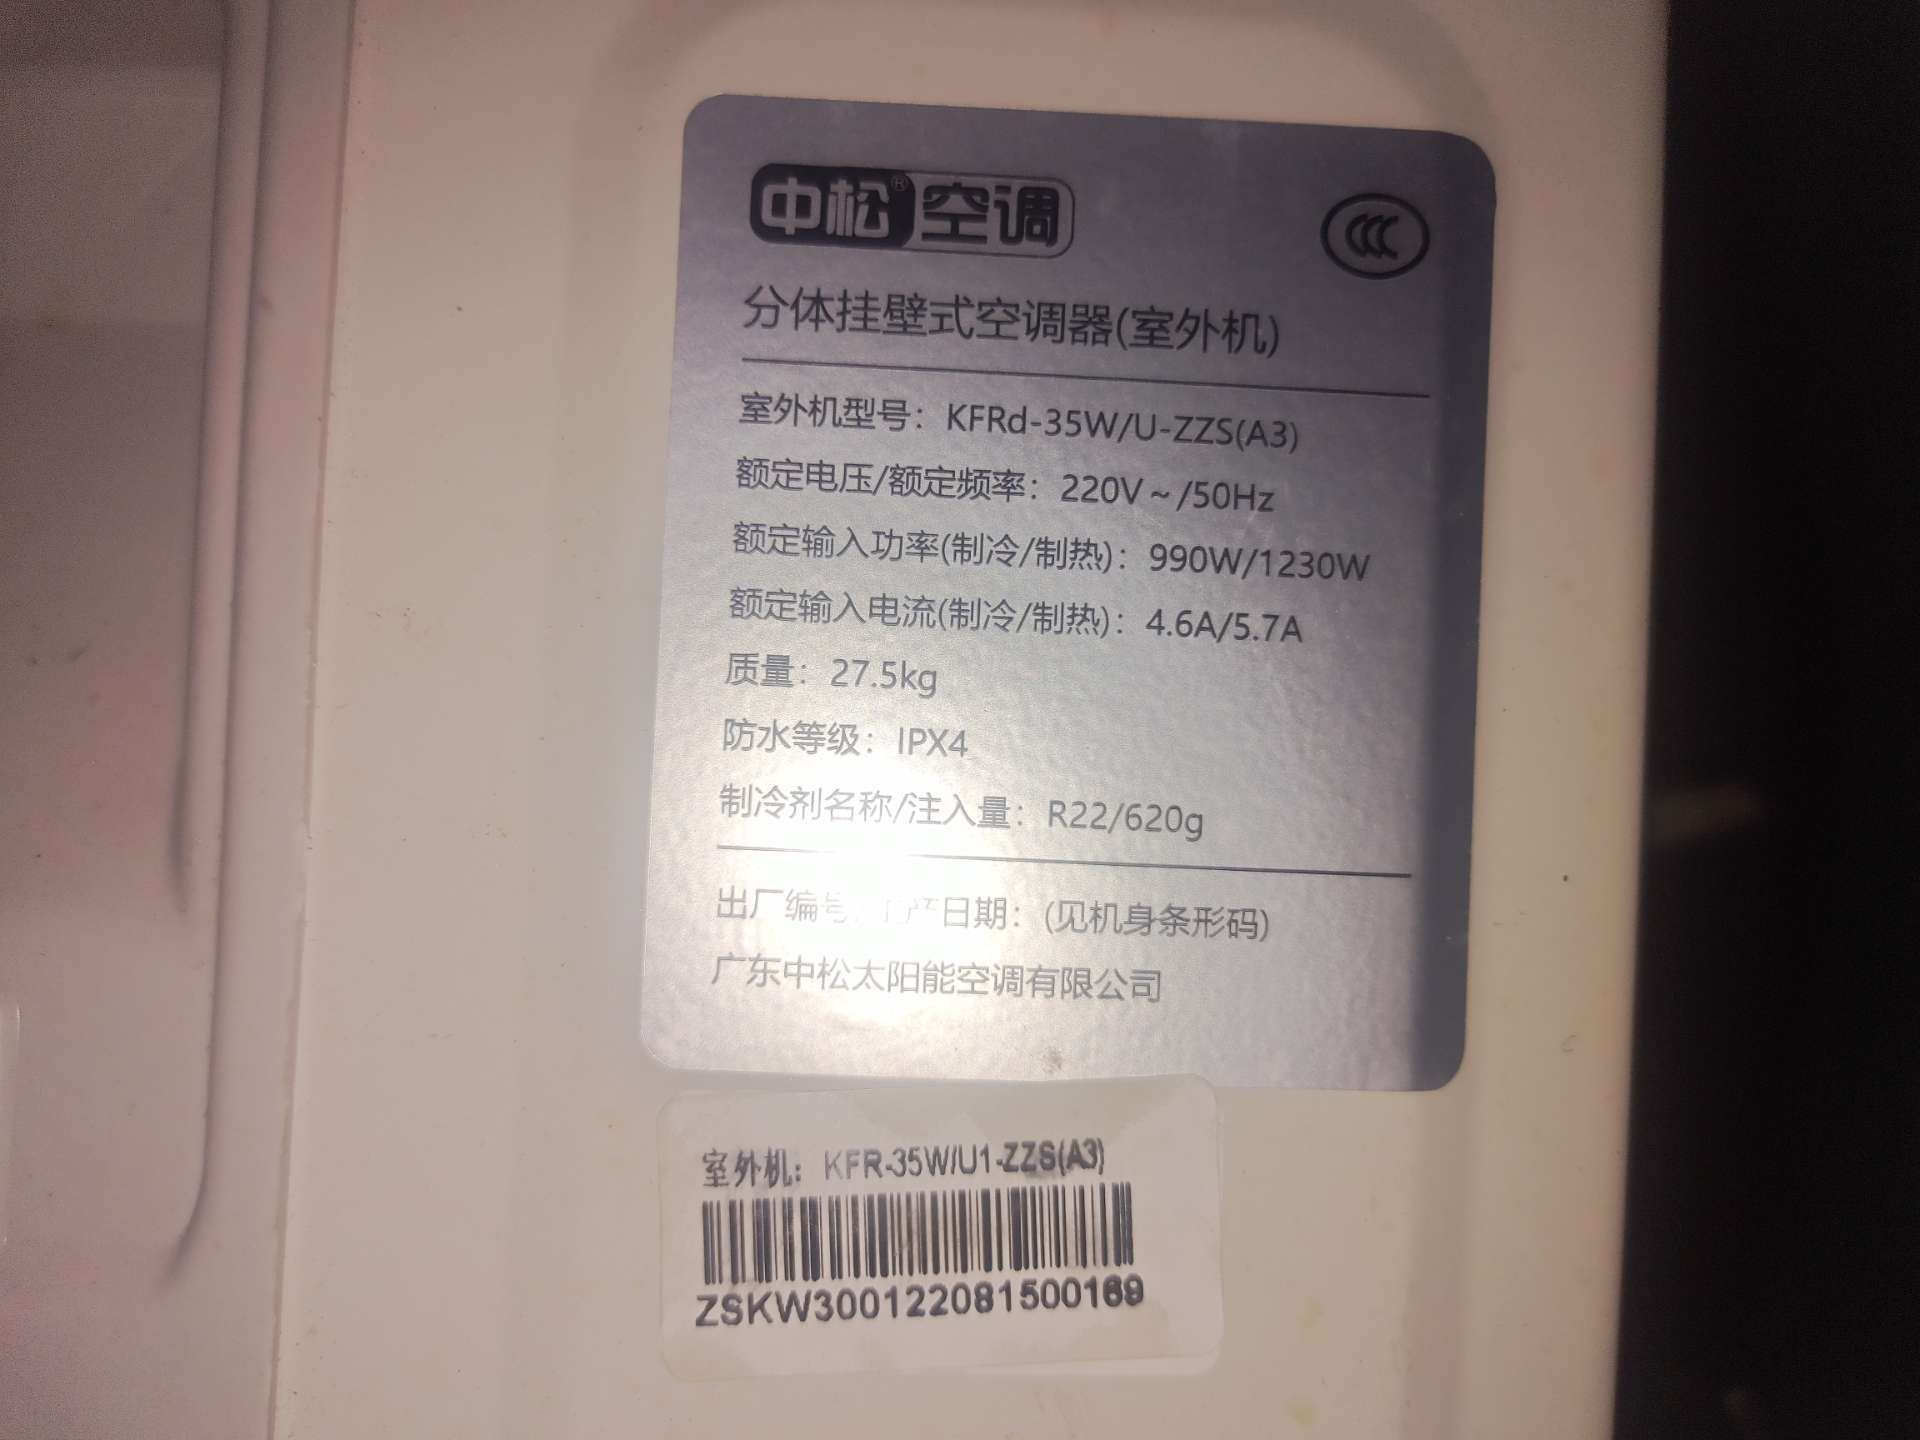 中松®空调
CCC
分体挂壁式空调器(室外机)
室外机型号：KFRd-35W/U-ZZS(A3)
额定电压/额定频率：220V～/50Hz
额定输入功率(制冷/制热)：990W/1230W
额定输入电流(制冷/制热)：4.6A/5.7A
质量：27.5kg
防水等级：IPX4
制冷剂名称/注入量：R22/620g
出厂编号 日期：(见机身条形码)
广东中松太阳能空调有限公司
室外机：KFR-35W/U1-ZZS(A3)
ZSKW300122081500169